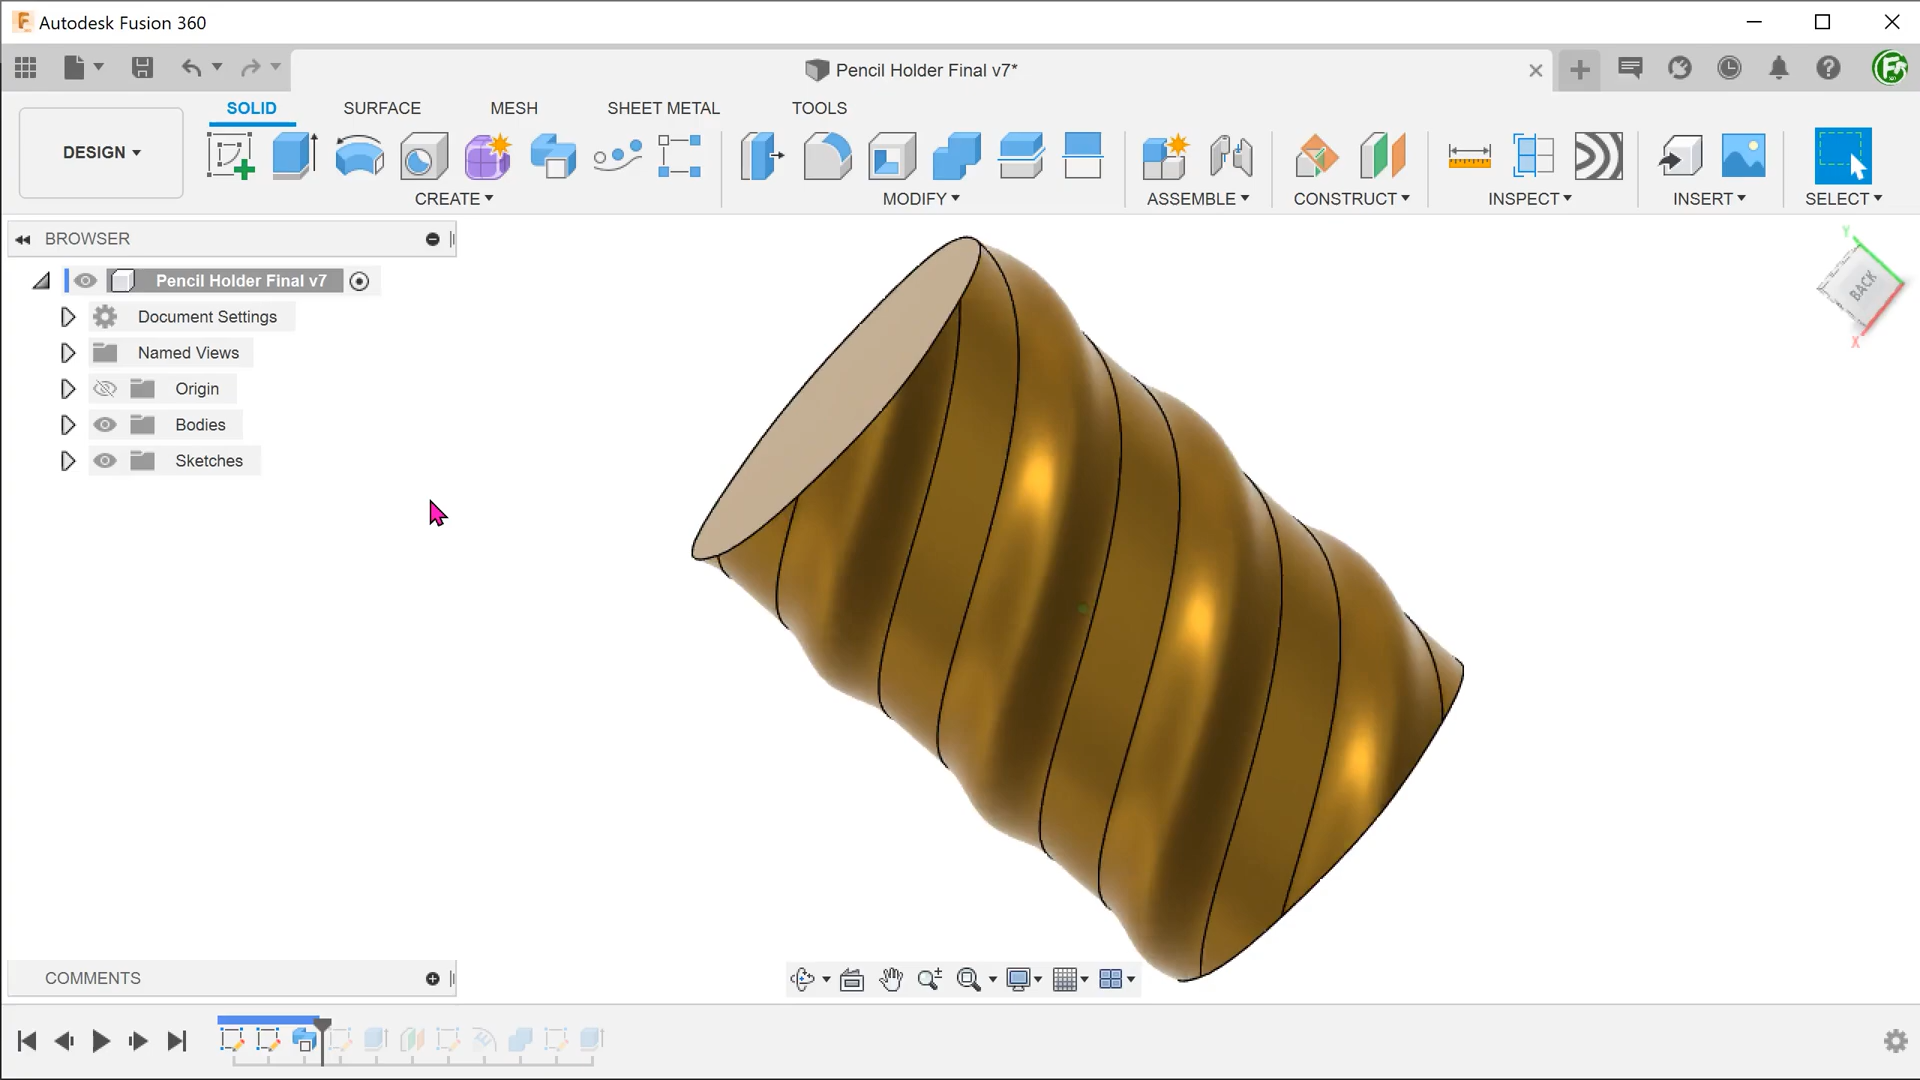 Autodesk Fusion 360
Pencil Holder Final v7*
SOLID SURFACE MESH SHEET METAL TOOLS
DESIGN
CREATE MODIFY ASSEMBLE CONSTRUCT INSPECT INSERT SELECT
BROWSER
Pencil Holder Final v7
Document Settings
Named Views
Origin
Bodies
Sketches
Y
BACK
X
COMMENTS